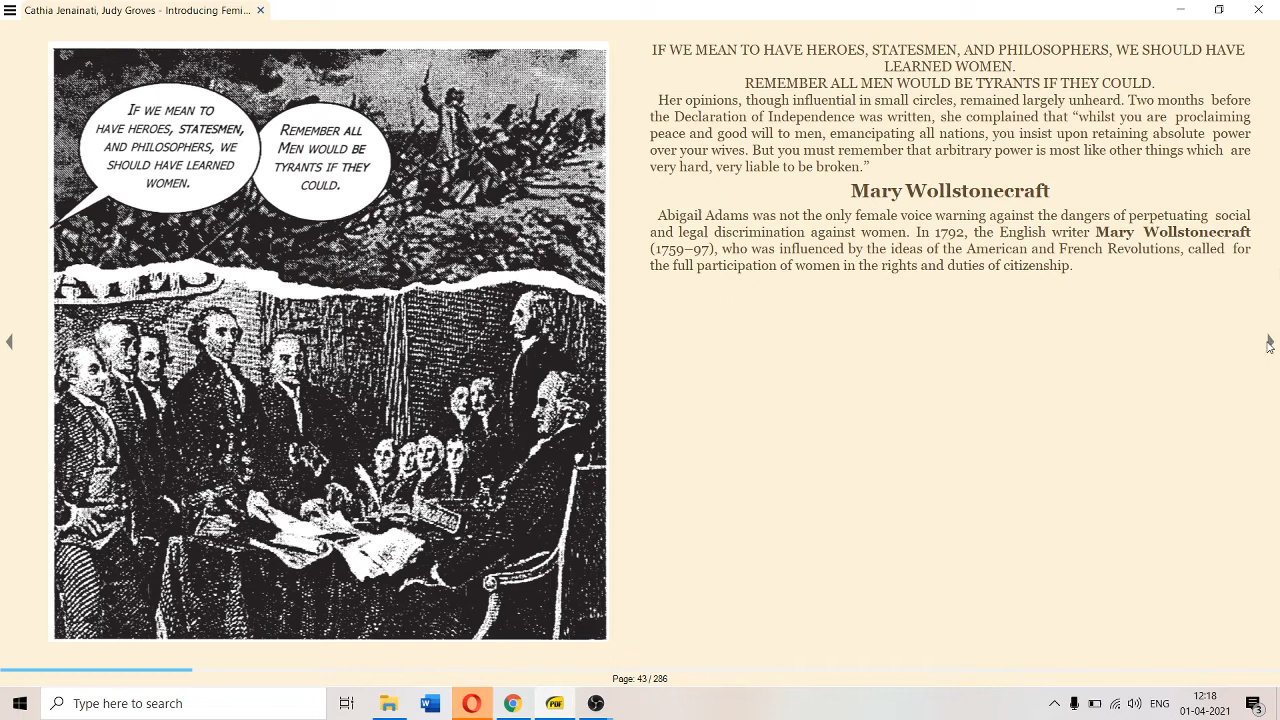 Cathia Jenainati, Judy Groves - Introducing Femi...
IF WE MEAN TO
HAVE HEROES, STATESMEN,
AND PHILOSOPHERS, WE
SHOULD HAVE LEARNED
WOMEN.
REMEMBER ALL
MEN WOULD BE
TYRANTS IF THEY
COULD.
IF WE MEAN TO HAVE HEROES, STATESMEN, AND PHILOSOPHERS, WE SHOULD HAVE
LEARNED WOMEN.
REMEMBER ALL MEN WOULD BE TYRANTS IF THEY COULD.
Her opinions, though influential in small circles, remained largely unheard. Two months before
the Declaration of Independence was written, she complained that “whilst you are proclaiming
peace and good will to men, emancipating all nations, you insist upon retaining absolute power
over your wives. But you must remember that arbitrary power is most like other things which are
very hard, very liable to be broken.”
Mary Wollstonecraft
Abigail Adams was not the only female voice warning against the dangers of perpetuating social
and legal discrimination against women. In 1792, the English writer Mary Wollstonecraft
(1759–97), who was influenced by the ideas of the American and French Revolutions, called for
the full participation of women in the rights and duties of citizenship.
Page: 43 / 286
Type here to search
W
PDF
ENG
12:18
01-04-2021
3